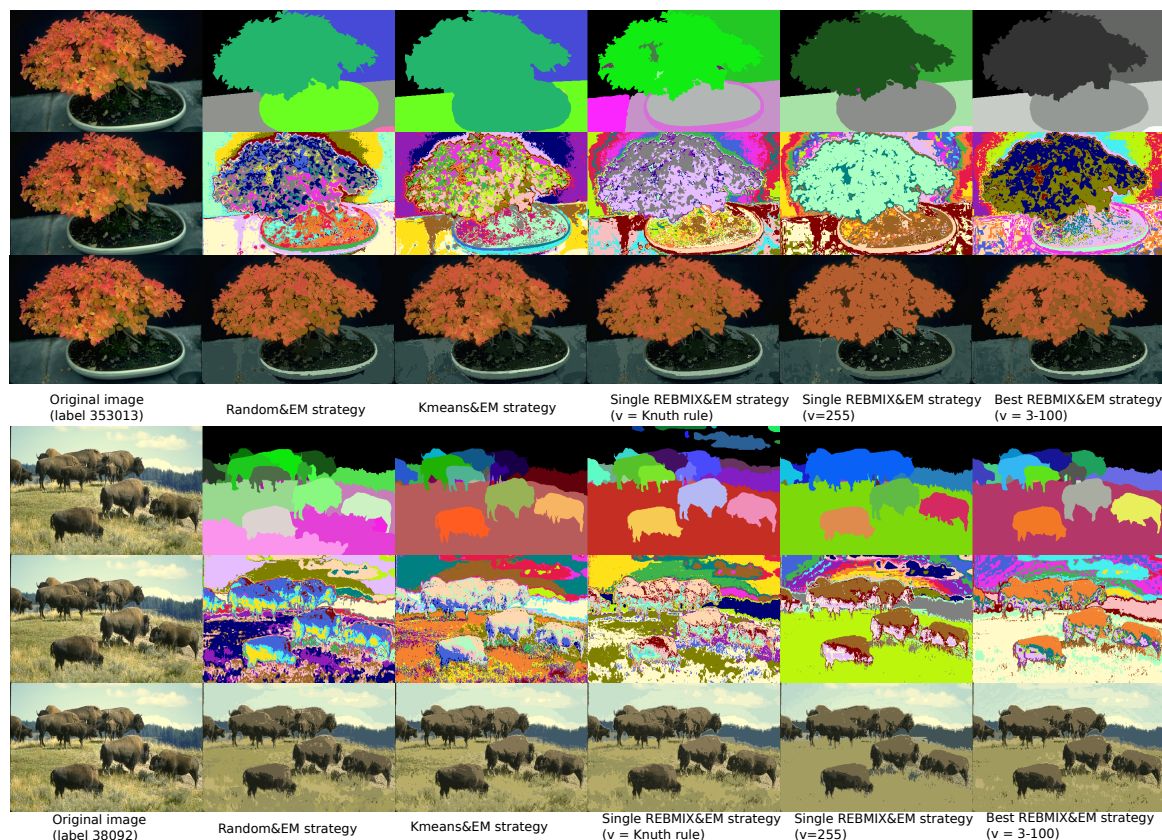 Original image
(label 353013)
Random&EM strategy
Kmeans&EM strategy
Single REBMIX&EM strategy
(v = Knuth rule)
Single REBMIX&EM strategy
(v=255)
Best REBMIX&EM strategy
(v = 3-100)
Original image
(label 38092)
Random&EM strategy
Kmeans&EM strategy
Single REBMIX&EM strategy
(v = Knuth rule)
Single REBMIX&EM strategy
(v=255)
Best REBMIX&EM strategy
(v = 3-100)